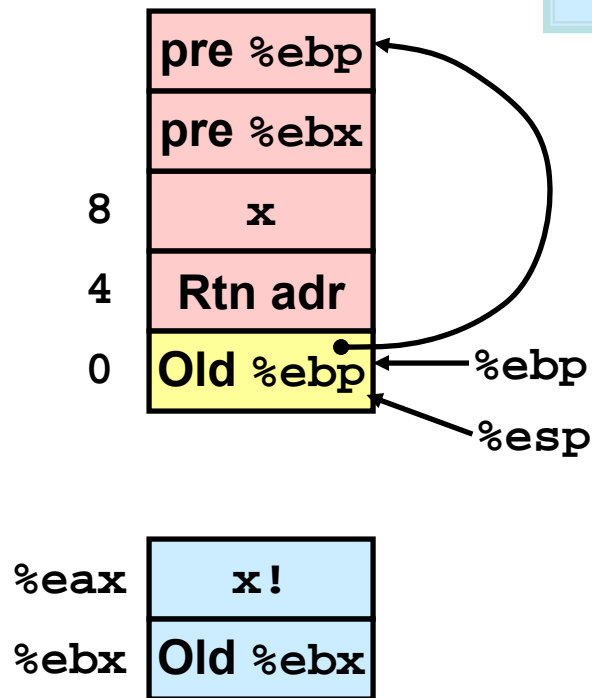 pre %ebp
pre %ebx
8 x
4 Rtn adr
0 Old %ebp %ebp
%esp
%eax x!
%ebx Old %ebx